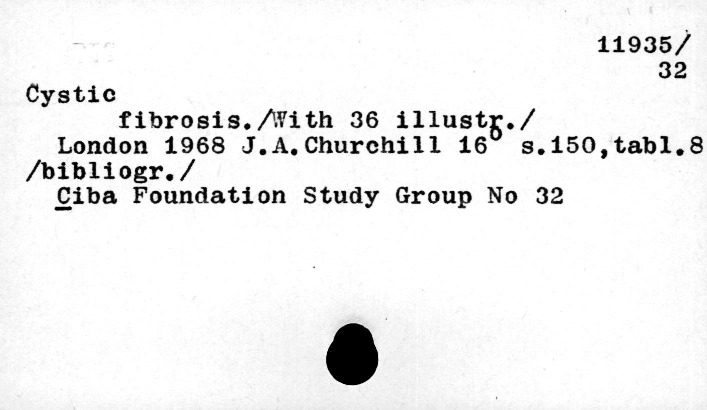 11935/
32
Cystic
fibrosis./With 36 illustr./
London 1968 J.A.Churchill 16° s.150,tabl.8
/bibliogr./
Ciba Foundation Study Group No 32